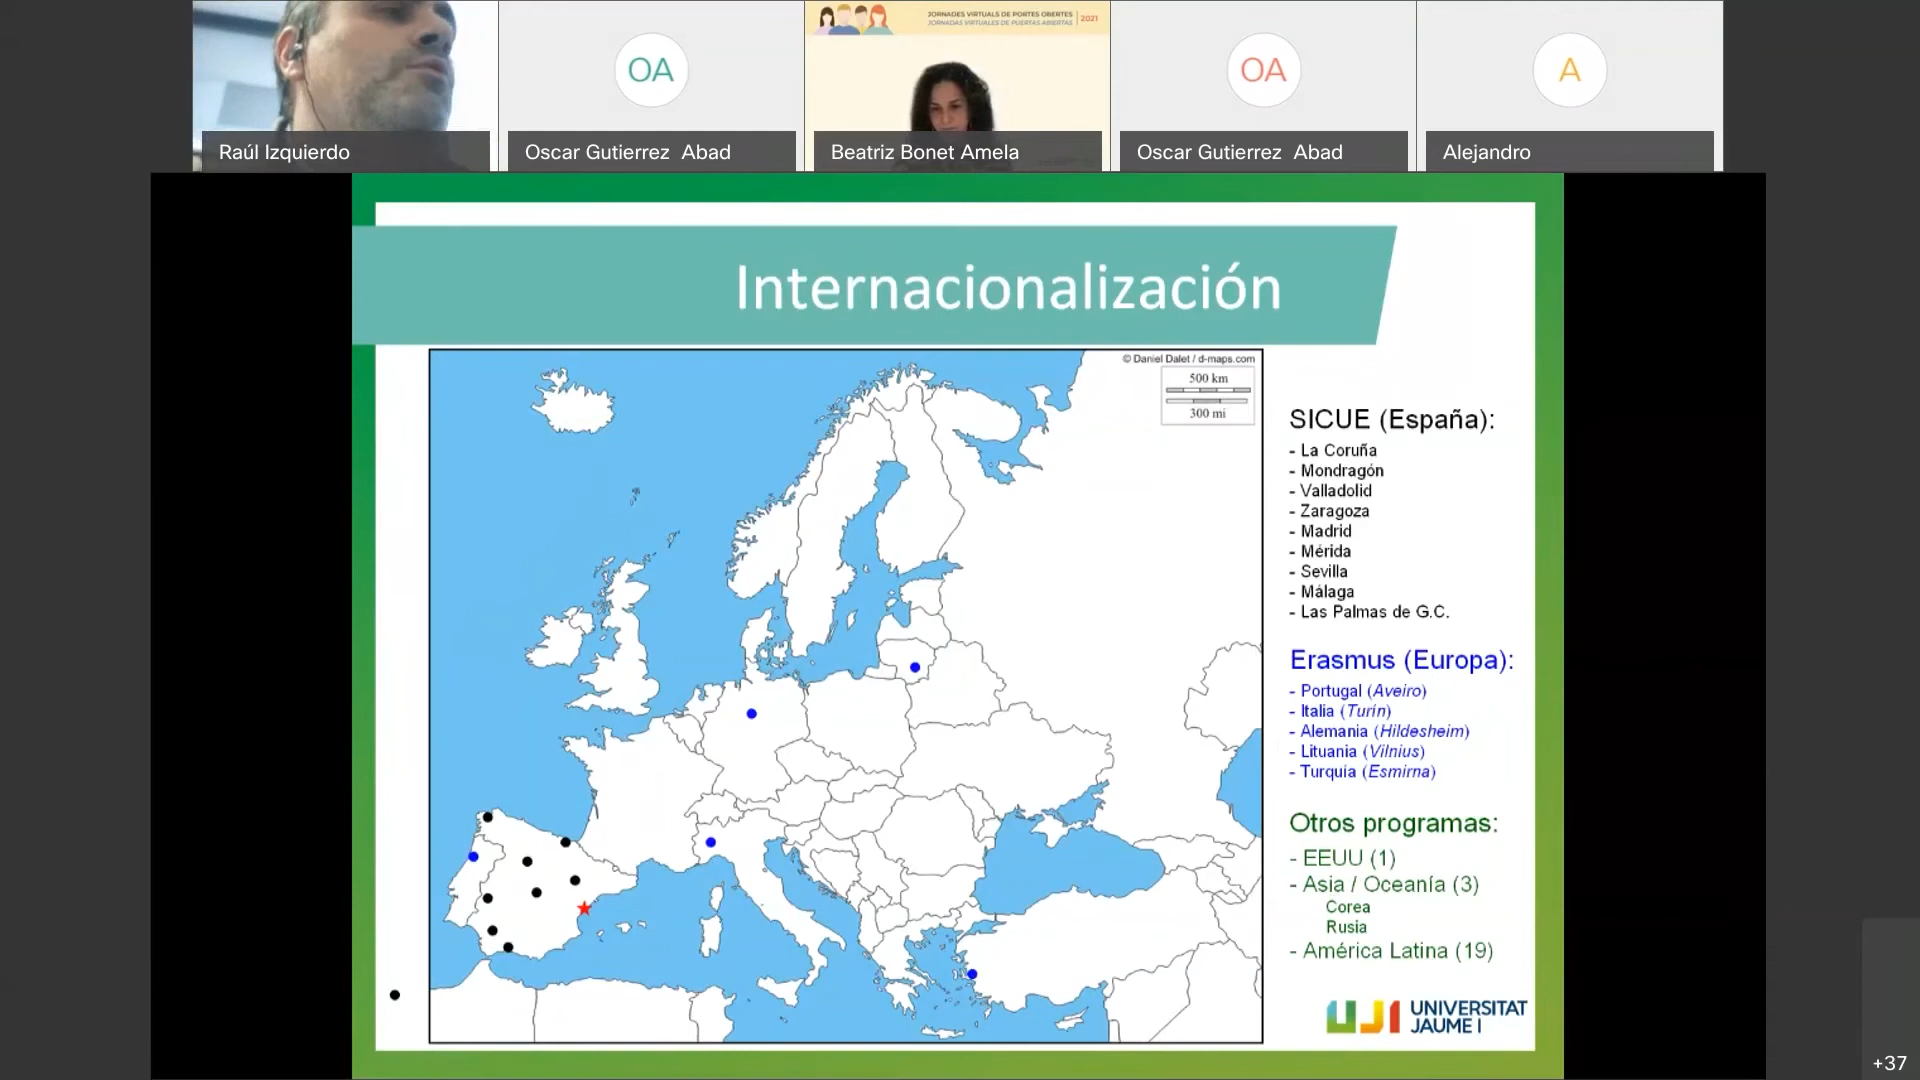 JORNADES VIRTUALS DE PORTES OBERTES
JORNADAS VIRTUALES DE PUERTAS ABIERTAS
2021
OA
OA
A
Raúl Izquierdo
Oscar Gutierrez Abad
Beatriz Bonet Amela
Oscar Gutierrez Abad
Alejandro
Internacionalización
© Daniel Dalet / d-maps.com
500 km
300 mi
SICUE (España):
- La Coruña
- Mondragón
- Valladolid
- Zaragoza
- Madrid
- Mérida
- Sevilla
- Málaga
- Las Palmas de G.C.
Erasmus (Europa):
- Portugal (Aveiro)
- Italia (Turín)
- Alemania (Hildesheim)
- Lituania (Vilnius)
- Turquía (Esmirna)
Otros programas:
- EEUU (1)
- Asia / Oceanía (3)
Corea
Rusia
- América Latina (19)
UJI
UNIVERSITAT
JAUME I
+37